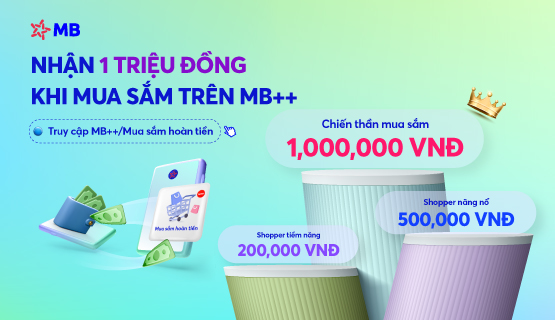 MB
NHẬN 1 TRIỆU ĐỒNG
KHI MUA SẮM TRÊN MB++
Truy cập MB++/Mua sắm hoàn tiền
Chiến thần mua sắm
1,000,000 VNĐ
Shopper năng nổ
500,000 VNĐ
Shopper tiềm năng
200,000 VNĐ
Mua sắm hoàn tiền